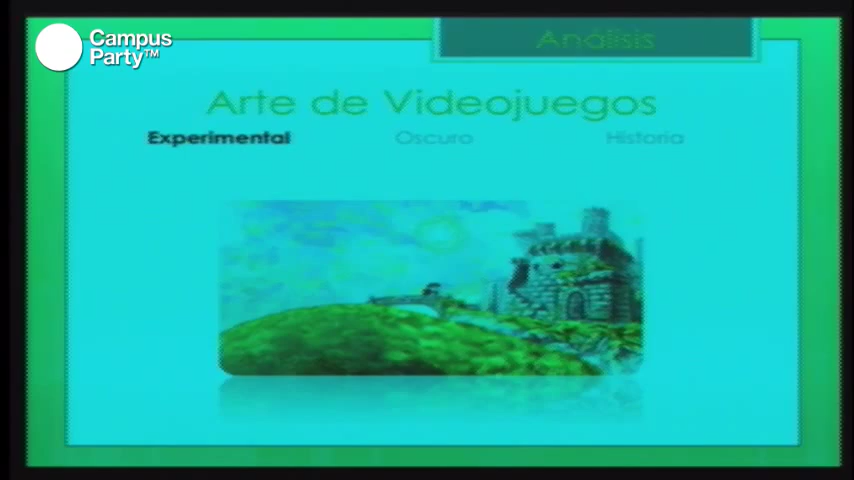 Campus
Party™
Análisis
Arte de Videojuegos
Experimental Oscuro Historia